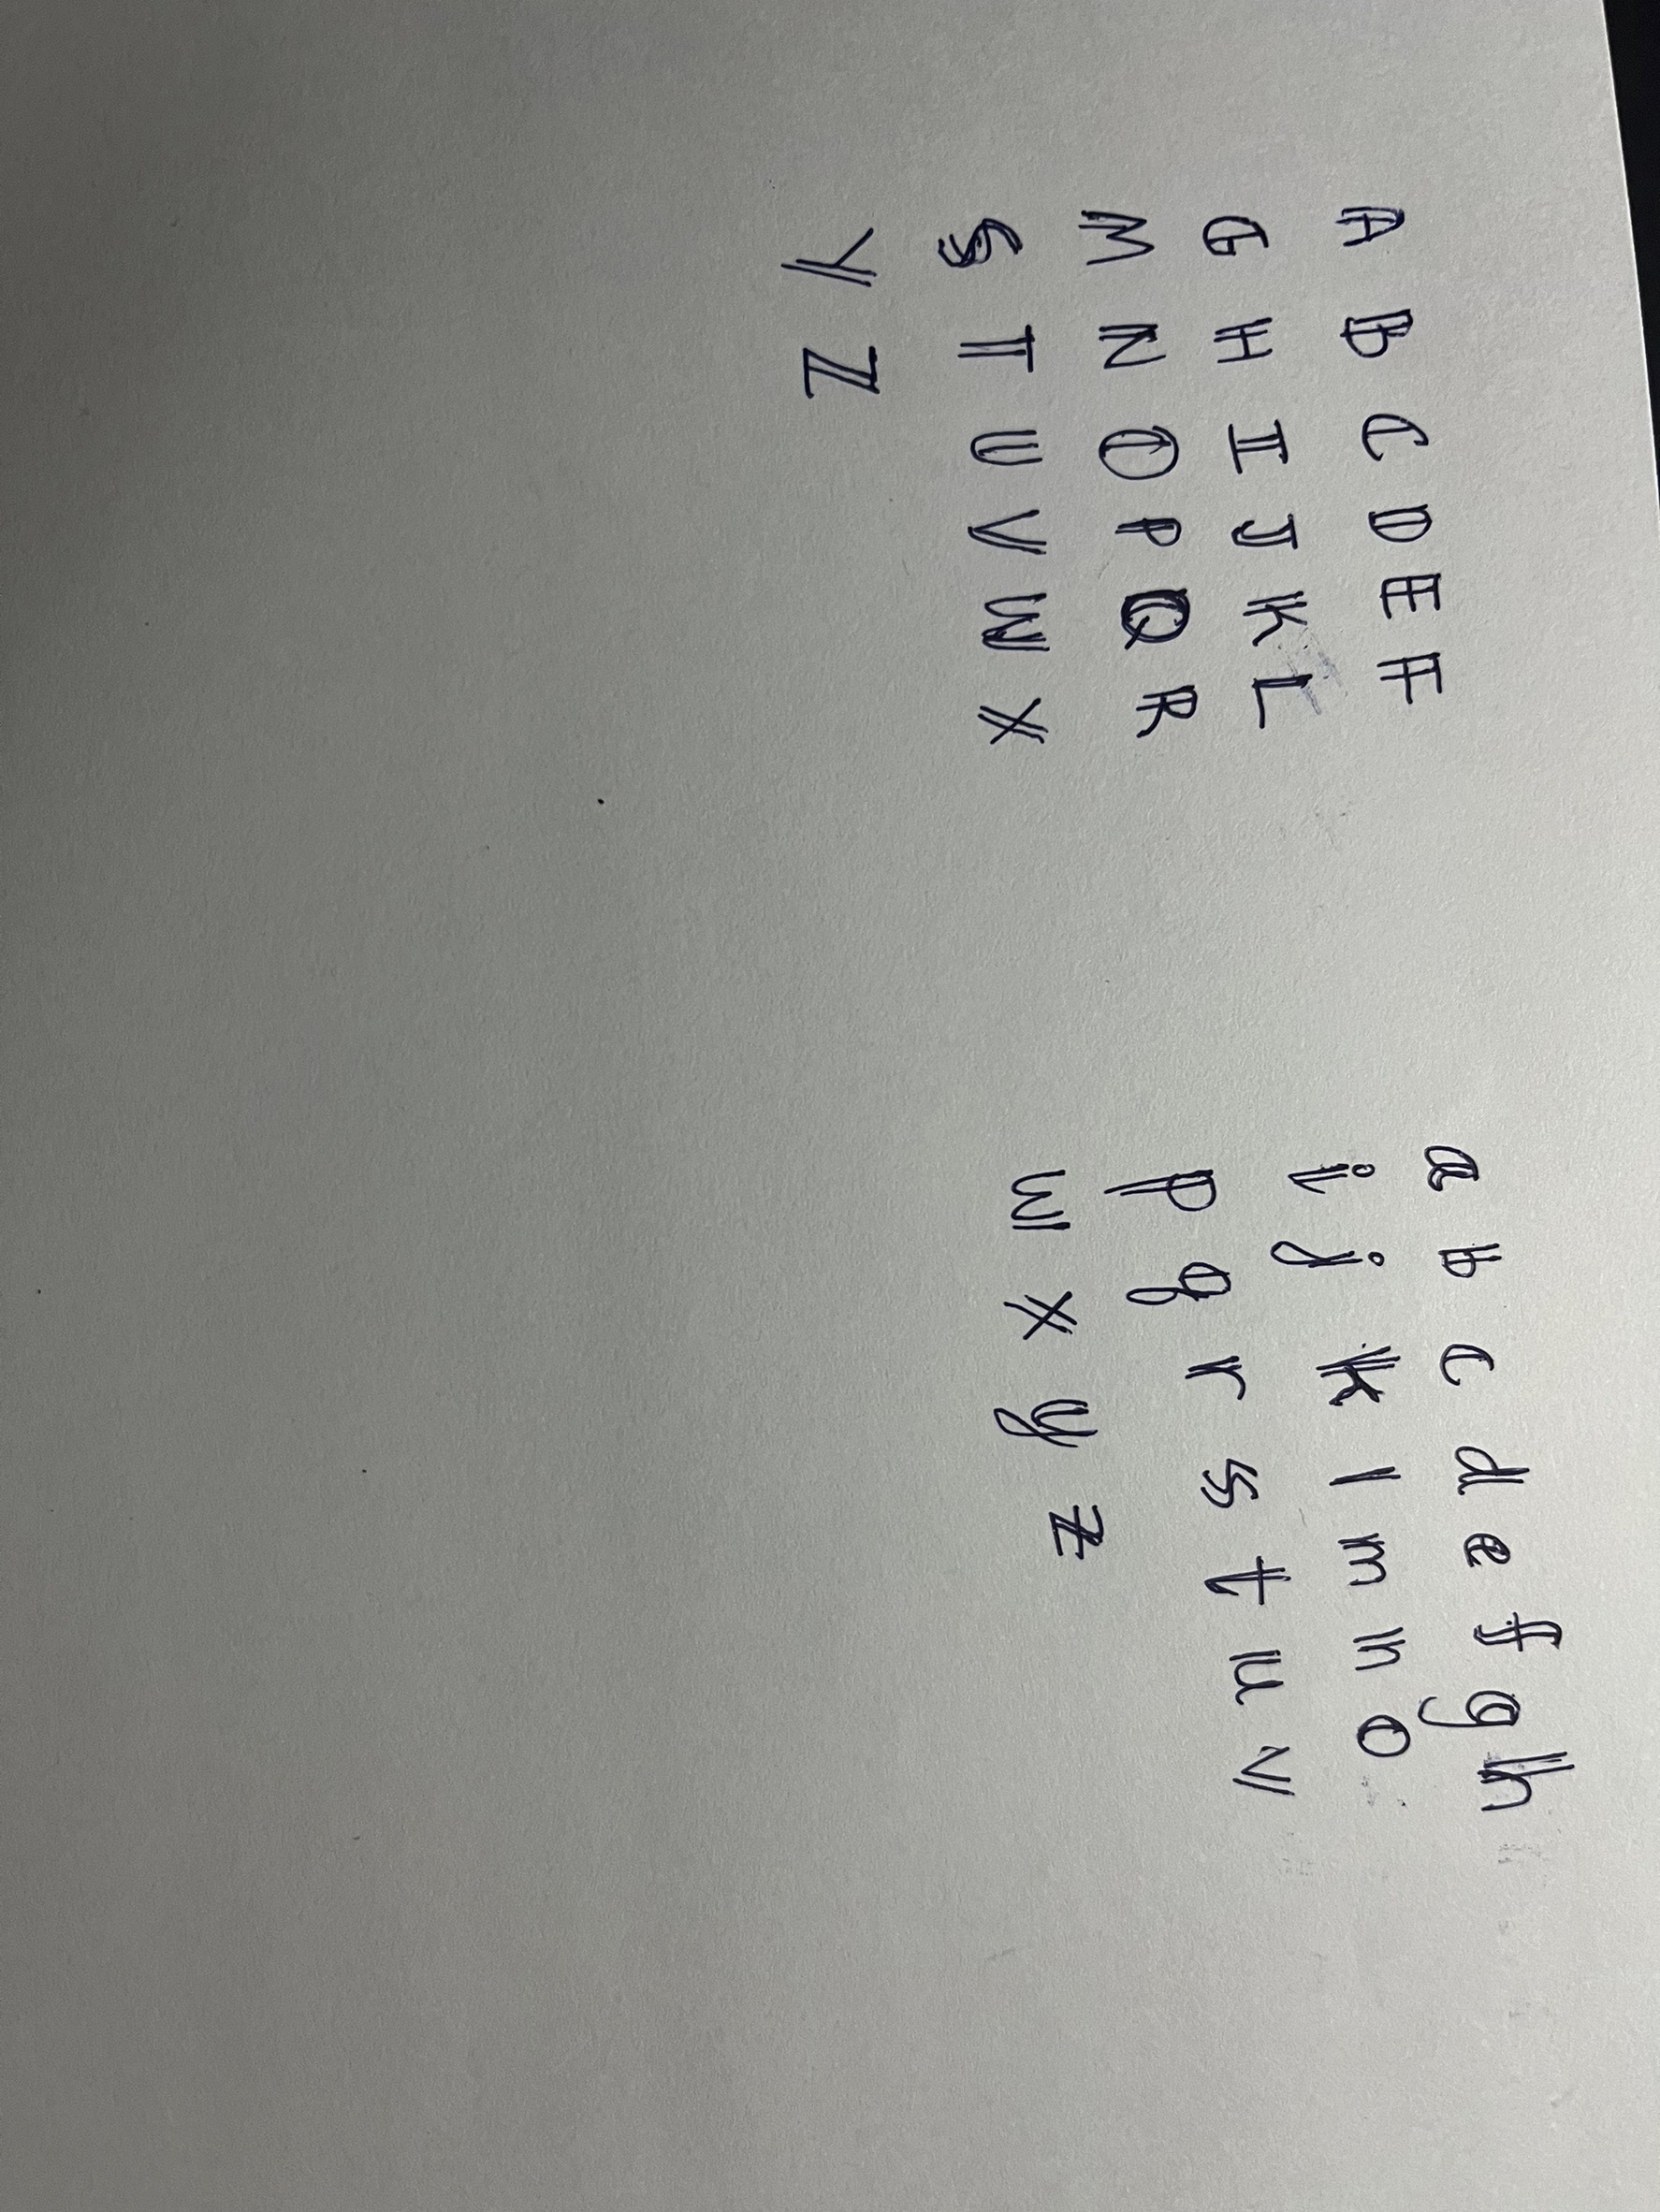 A B C D E F
G H I J K L
M N O P Q R
S T U V W X
Y Z
a b c d e f g h
i j k l m n o
p q r s t u v
w x y z